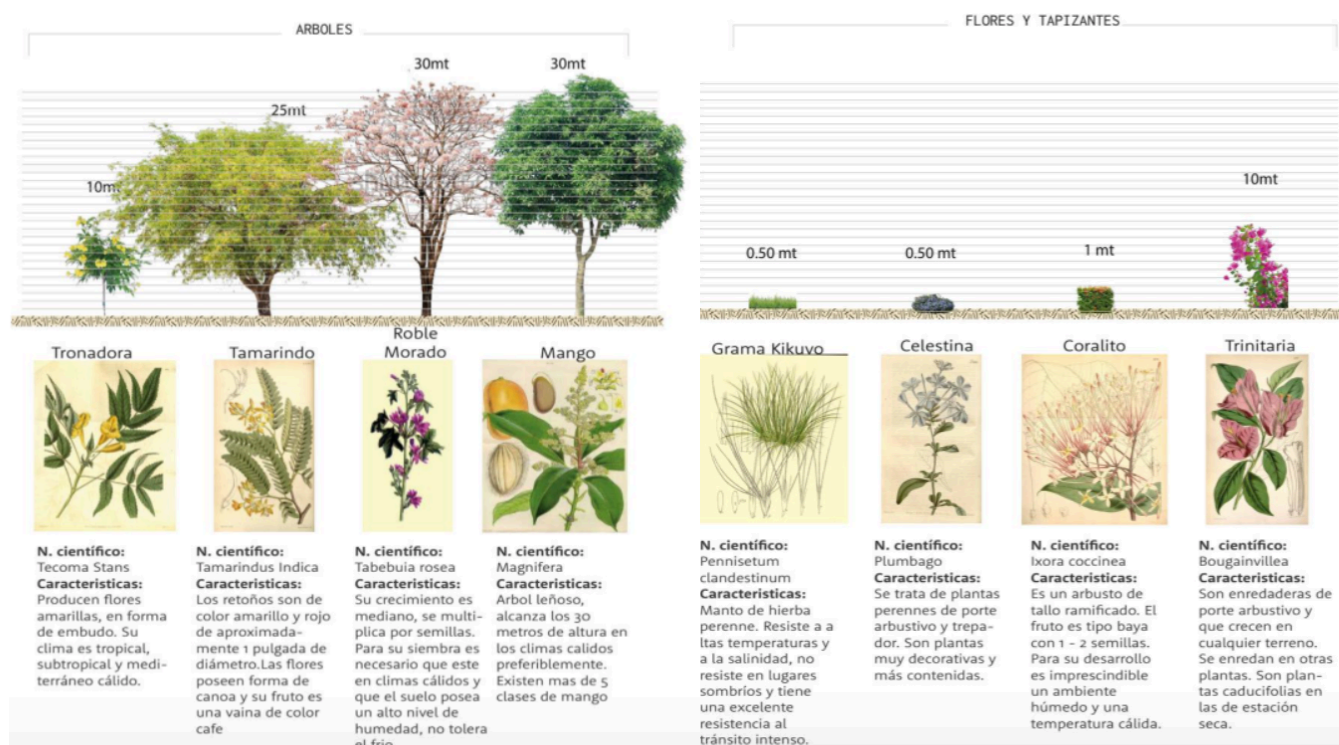 ARBOLES
30mt
30mt
25mt
10m
Tronadora
Tamarindo
Roble
Morado
Mango
N. científico:
Tecoma Stans
Caracteristicas:
Producen flores
amarillas, en forma
de embudo. Su
clima es tropical,
subtropical y medi-
terráneo cálido.
N. científico:
Tamarindus Indica
Caracteristicas:
Los retoños son de
color amarillo y rojo
de aproximada-
mente 1 pulgada de
diámetro.Las flores
poseen forma de
canoa y su fruto es
una vaina de color
cafe
N. científico:
Tabebuia rosea
Caracteristicas:
Su crecimiento es
mediano, se multi-
plica por semillas.
Para su siembra es
necesario que este
en climas cálidos y
que el suelo posea
un alto nivel de
humedad, no tolera
el frio
N. científico:
Magnifera
Caracteristicas:
Arbol leñoso,
alcanza los 30
metros de altura en
los climas calidos
preferiblemente.
Existen mas de 5
clases de mango
FLORES Y TAPIZANTES
10mt
0.50 mt
0.50 mt
1 mt
Grama Kikuyo
Celestina
Coralito
Trinitaria
N. científico:
Pennisetum
clandestinum
Caracteristicas:
Manto de hierba
perenne. Resiste a a
ltas temperaturas y
a la salinidad, no
resiste en lugares
sombríos y tiene
una excelente
resistencia al
tránsito intenso.
N. científico:
Plumbago
Caracteristicas:
Se trata de plantas
perennes de porte
arbustivo y trepa-
dor. Son plantas
muy decorativas y
más contenidas.
N. científico:
Ixora coccinea
Caracteristicas:
Es un arbusto de
tallo ramificado. El
fruto es tipo baya
con 1 - 2 semillas.
Para su desarrollo
es imprescindible
un ambiente
húmedo y una
temperatura cálida.
N. científico:
Bougainvillea
Caracteristicas:
Son enredaderas de
porte arbustivo y
que crecen en
cualquier terreno.
Se enredan en otras
plantas. Son plan-
tas caducifolias en
las de estación
seca.